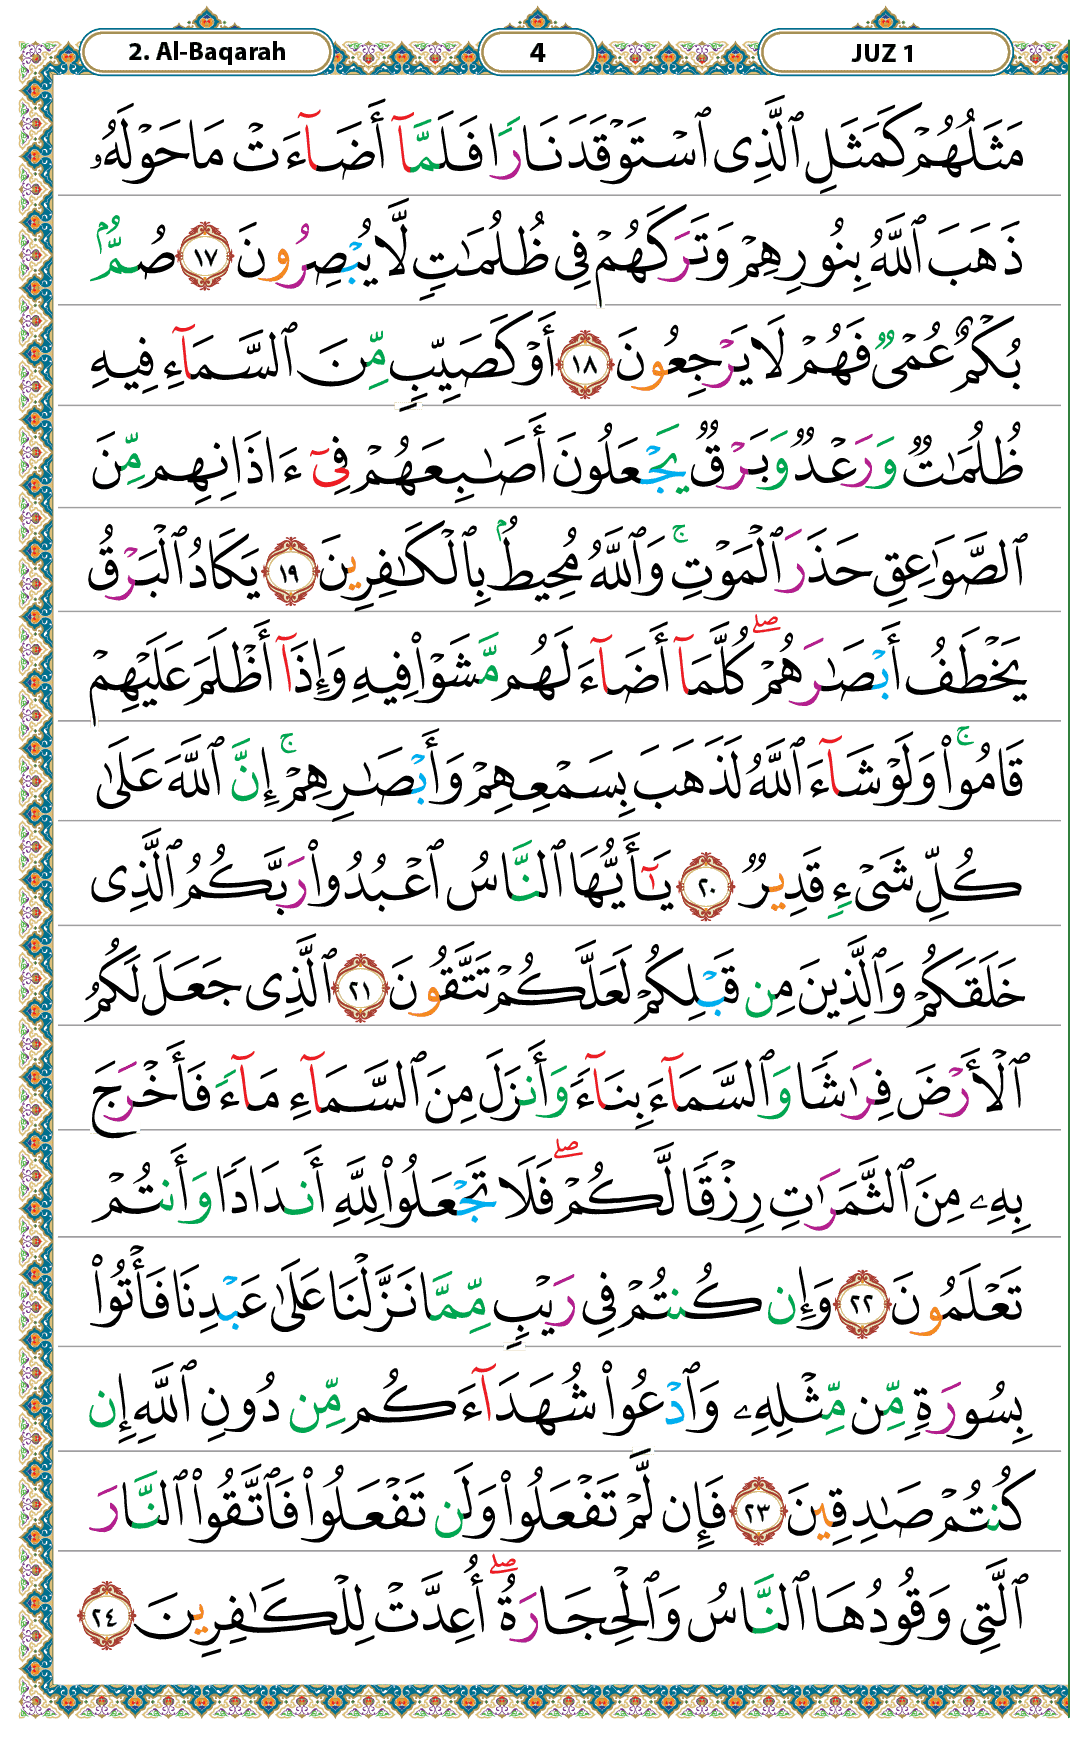 2. Al-Baqarah 4 JUZ 1
مَثَلُهُمْ كَمَثَلِ ٱلَّذِى ٱسْتَوْقَدَ نَارًا فَلَمَّآ أَضَآءَتْ مَا حَوْلَهُۥ
ذَهَبَ ٱللَّهُ بِنُورِهِمْ وَتَرَكَهُمْ فِى ظُلُمَـٰتٍ لَّا يُبْصِرُونَ ١٧ صُمٌّۢ
بُكْمٌ عُمْىٌ فَهُمْ لَا يَرْجِعُونَ ١٨ أَوْ كَصَيِّبٍ مِّنَ ٱلسَّمَآءِ فِيهِ
ظُلُمَـٰتٌ وَرَعْدٌ وَبَرْقٌ يَجْعَلُونَ أَصَـٰبِعَهُمْ فِىٓ ءَاذَانِهِم مِّنَ
ٱلصَّوَٰعِقِ حَذَرَ ٱلْمَوْتِ ۚ وَٱللَّهُ مُحِيطٌۢ بِٱلْكَـٰفِرِينَ ١٩ يَكَادُ ٱلْبَرْقُ
يَخْطَفُ أَبْصَـٰرَهُمْ ۖ كُلَّمَآ أَضَآءَ لَهُم مَّشَوْا۟ فِيهِ وَإِذَآ أَظْلَمَ عَلَيْهِمْ
قَامُوا۟ ۚ وَلَوْ شَآءَ ٱللَّهُ لَذَهَبَ بِسَمْعِهِمْ وَأَبْصَـٰرِهِمْ ۚ إِنَّ ٱللَّهَ عَلَىٰ
كُلِّ شَىْءٍ قَدِيرٌ ٢٠ يَـٰٓأَيُّهَا ٱلنَّاسُ ٱعْبُدُوا۟ رَبَّكُمُ ٱلَّذِى
خَلَقَكُمْ وَٱلَّذِينَ مِن قَبْلِكُمْ لَعَلَّكُمْ تَتَّقُونَ ٢١ ٱلَّذِى جَعَلَ لَكُمُ
ٱلْأَرْضَ فِرَٰشًا وَٱلسَّمَآءَ بِنَآءً وَأَنزَلَ مِنَ ٱلسَّمَآءِ مَآءً فَأَخْرَجَ
بِهِۦ مِنَ ٱلثَّمَرَٰتِ رِزْقًا لَّكُمْ ۖ فَلَا تَجْعَلُوا۟ لِلَّهِ أَندَادًا وَأَنتُمْ
تَعْلَمُونَ ٢٢ وَإِن كُنتُمْ فِى رَيْبٍ مِّمَّا نَزَّلْنَا عَلَىٰ عَبْدِنَا فَأْتُوا۟
بِسُورَةٍ مِّن مِّثْلِهِۦ وَٱدْعُوا۟ شُهَدَآءَكُم مِّن دُونِ ٱللَّهِ إِن
كُنتُمْ صَـٰدِقِينَ ٢٣ فَإِن لَّمْ تَفْعَلُوا۟ وَلَن تَفْعَلُوا۟ فَٱتَّقُوا۟ ٱلنَّارَ
ٱلَّتِى وَقُودُهَا ٱلنَّاسُ وَٱلْحِجَارَةُ ۖ أُعِدَّتْ لِلْكَـٰفِرِينَ ٢٤